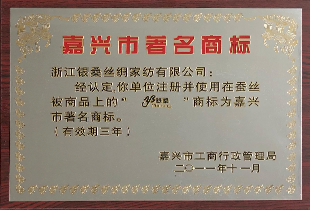 嘉兴市著名商标
浙江银桑丝绸家纺有限公司：
经认定,你单位注册并使用在蚕丝
被商品上的“ ”商标为嘉兴
市著名商标。
（有效期三年）
嘉兴市工商行政管理局
二〇一一年十一月